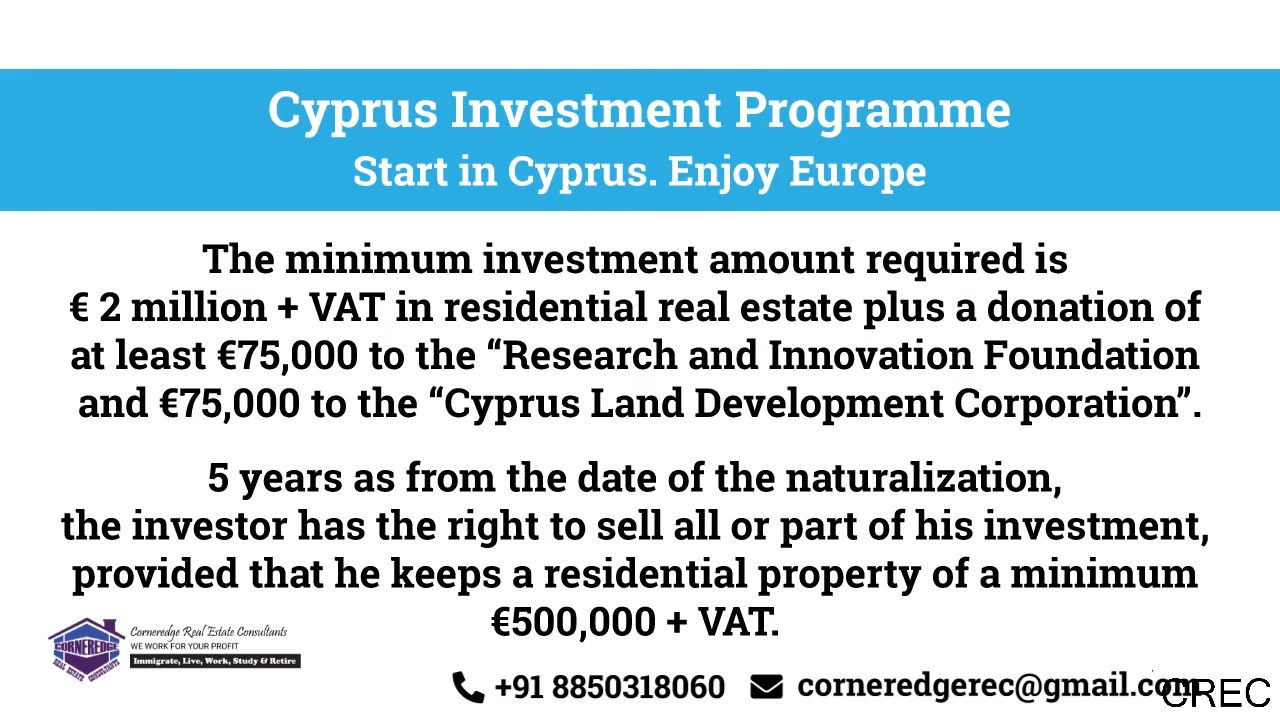 Cyprus Investment Programme
Start in Cyprus. Enjoy Europe
The minimum investment amount required is
€ 2 million + VAT in residential real estate plus a donation of
at least €75,000 to the “Research and Innovation Foundation
and €75,000 to the “Cyprus Land Development Corporation”.
5 years as from the date of the naturalization,
the investor has the right to sell all or part of his investment,
provided that he keeps a residential property of a minimum
€500,000 + VAT.
CORNEREDGE
REAL ESTATE CONSULTANTS
Corneredge Real Estate Consultants
WE WORK FOR YOUR PROFIT
Immigrate, Live, Work, Study & Retire
+91 8850318060
corneredgerec@gmail.com
CREC